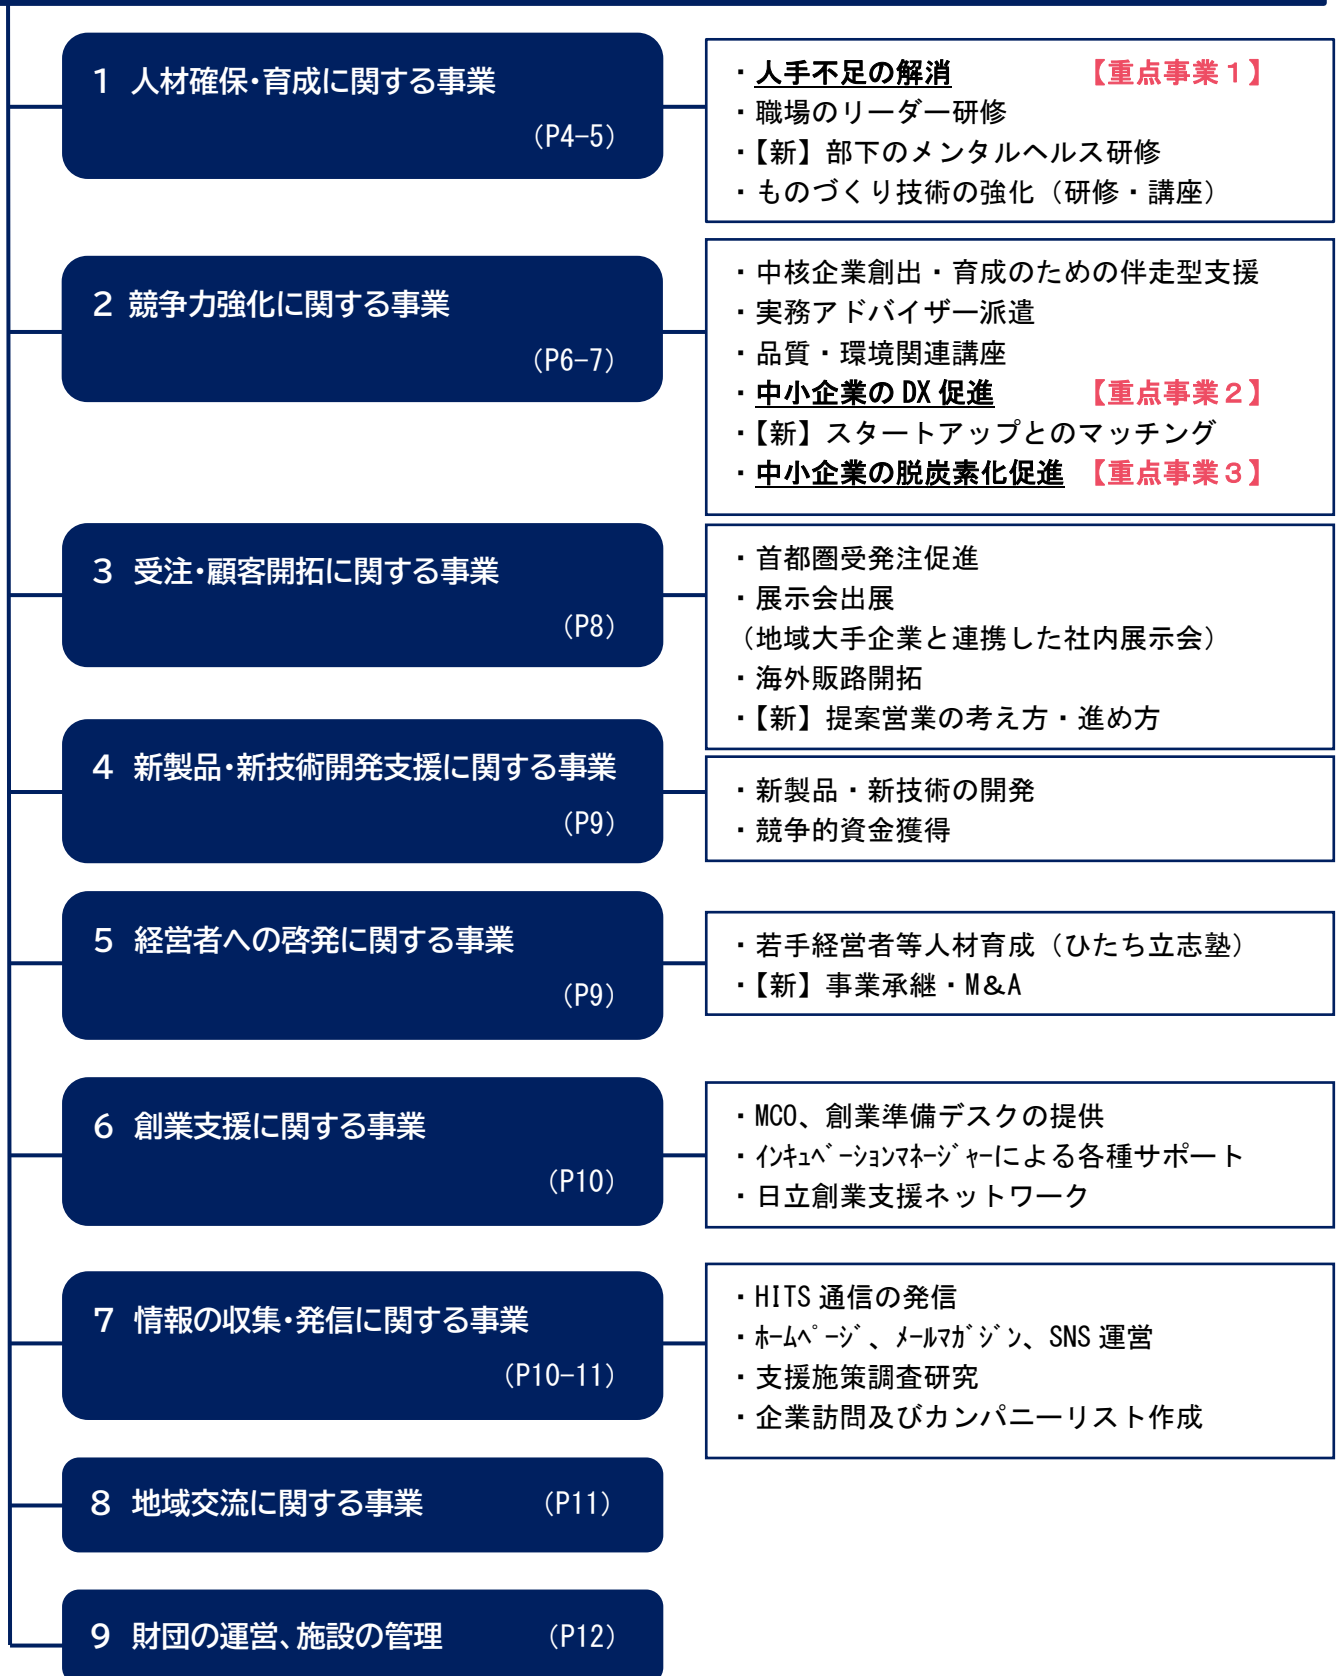 1 人材確保・育成に関する事業
（P4-5）
・人手不足の解消 【重点事業１】
・職場のリーダー研修
・【新】部下のメンタルヘルス研修
・ものづくり技術の強化（研修・講座）
2 競争力強化に関する事業
（P6-7）
・中核企業創出・育成のための伴走型支援
・実務アドバイザー派遣
・品質・環境関連講座
・中小企業の DX 促進 【重点事業２】
・【新】スタートアップとのマッチング
・中小企業の脱炭素化促進 【重点事業３】
3 受注・顧客開拓に関する事業
（P8）
・首都圏受発注促進
・展示会出展
（地域大手企業と連携した社内展示会）
・海外販路開拓
・【新】提案営業の考え方・進め方
4 新製品・新技術開発支援に関する事業
（P9）
・新製品・新技術の開発
・競争的資金獲得
5 経営者への啓発に関する事業
（P9）
・若手経営者等人材育成（ひたち立志塾）
・【新】事業承継・M＆A
6 創業支援に関する事業
（P10）
・MCO、創業準備デスクの提供
・ｲﾝｷｭﾍﾞｰｼｮﾝﾏﾈｰｼﾞｬｰによる各種サポート
・日立創業支援ネットワーク
7 情報の収集・発信に関する事業
（P10-11）
・HITS 通信の発信
・ﾎｰﾑﾍﾟｰｼﾞ、ﾒｰﾙﾏｶﾞｼﾞﾝ、SNS 運営
・支援施策調査研究
・企業訪問及びカンパニーリスト作成
8 地域交流に関する事業 （P11）
9 財団の運営、施設の管理 （P12）